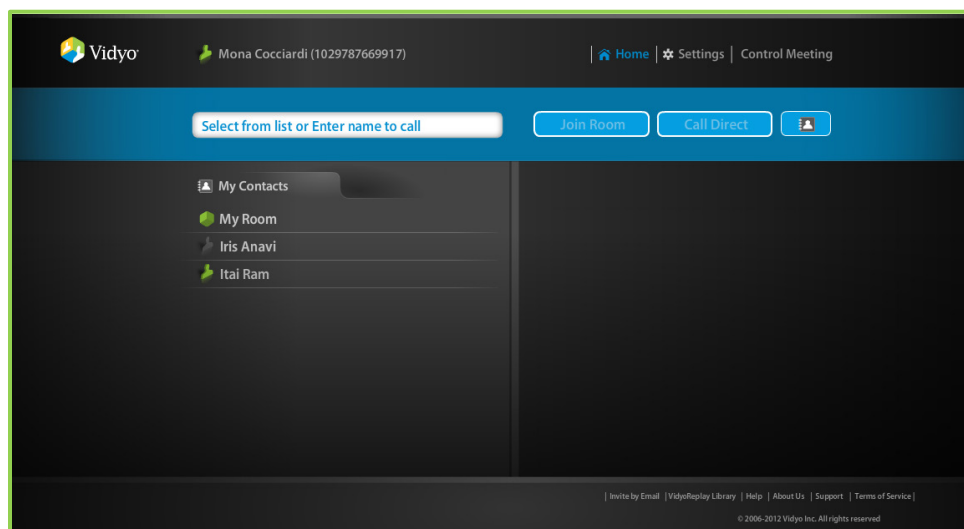 Vidyo
Mona Cocciardi (1029787669917)
| Home | Settings | Control Meeting
Select from list or Enter name to call
Join Room
Call Direct
My Contacts
My Room
Iris Anavi
Itai Ram
| Invite by Email | VidyoReplay Library | Help | About Us | Support | Terms of Service |
© 2006-2012 Vidyo Inc. All rights reserved